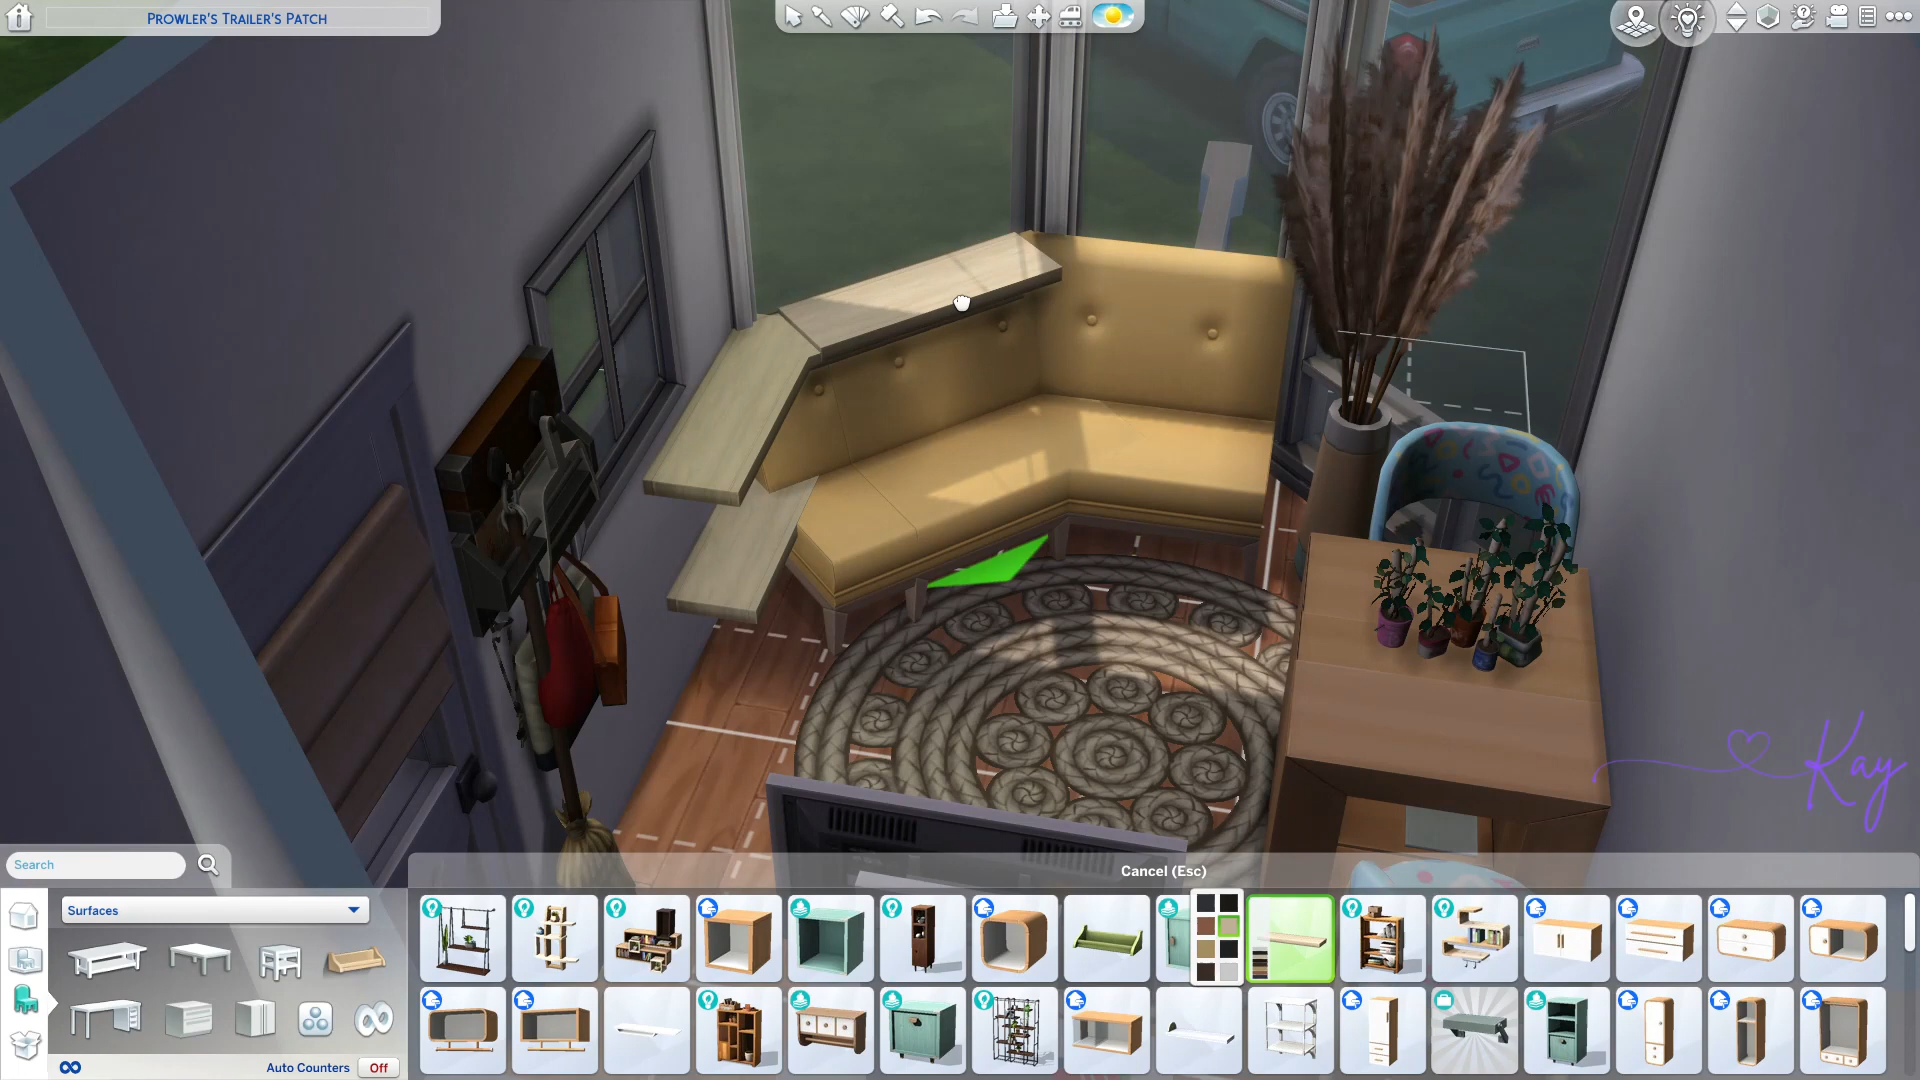 Prowler's Trailer's Patch
Kay
Cancel (Esc)
Search
Surfaces
Auto Counters
Off